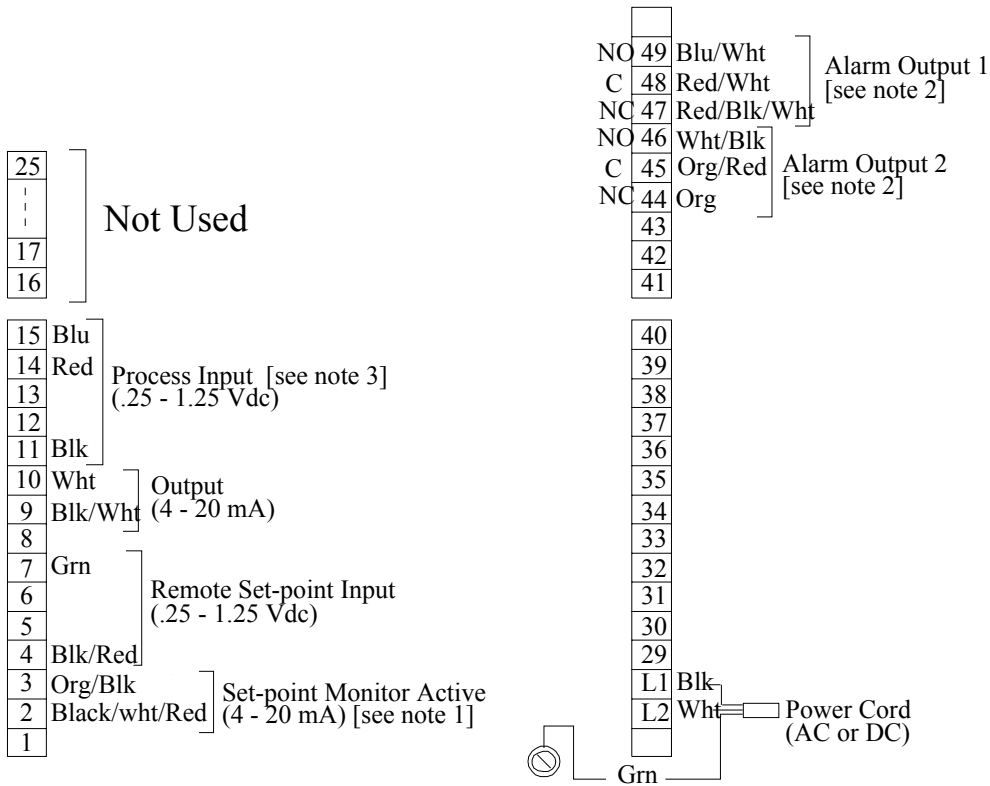 25
17
16
Not Used
15 Blu
14 Red
13
12
11 Blk
Process Input [see note 3]
(.25 - 1.25 Vdc)
10 Wht
9 Blk/Wht
Output
(4 - 20 mA)
8
7 Grn
6
5
4 Blk/Red
Remote Set-point Input
(.25 - 1.25 Vdc)
3 Org/Blk
2 Black/wht/Red
Set-point Monitor Active
(4 - 20 mA) [see note 1]
1
NO 49 Blu/Wht
C 48 Red/Wht
NC 47 Red/Blk/Wht
Alarm Output 1
[see note 2]
NO 46 Wht/Blk
C 45 Org/Red
NC 44 Org
Alarm Output 2
[see note 2]
43
42
41
40
39
38
37
36
35
34
33
32
31
30
29
L1 Blk
L2 Wht
Power Cord
(AC or DC)
Grn